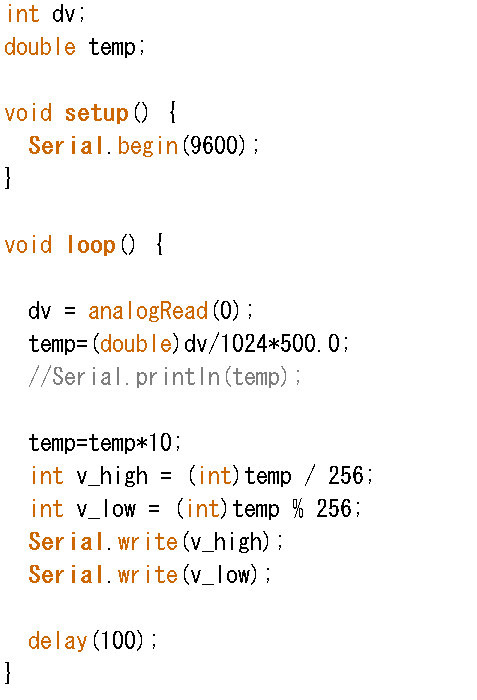 int dv;
double temp;
void setup() {
  Serial.begin(9600);
}
void loop() {
  dv = analogRead(0);
  temp=(double)dv/1024*500.0;
  //Serial.println(temp);
  temp=temp*10;
  int v_high = (int)temp / 256;
  int v_low = (int)temp % 256;
  Serial.write(v_high);
  Serial.write(v_low);
  delay(100);
}